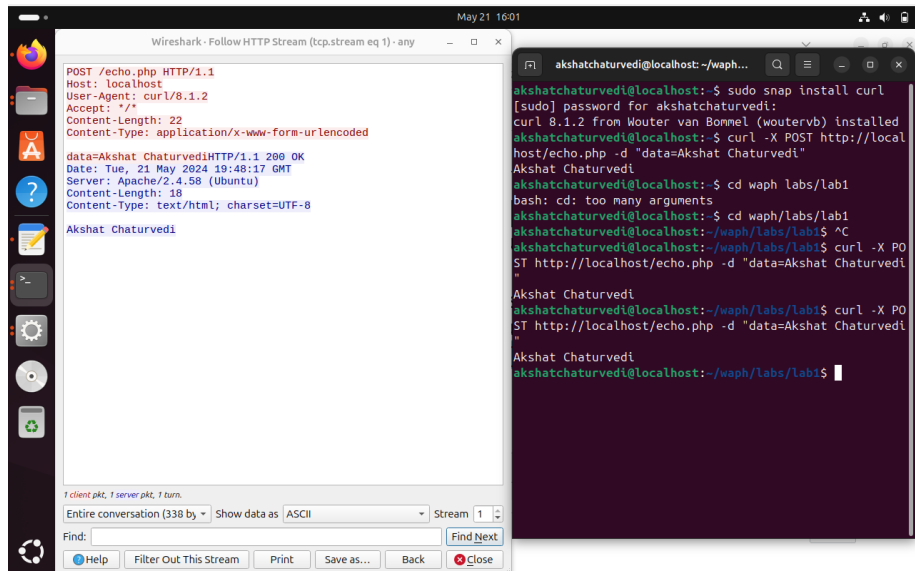 May 21 16:01
Wireshark · Follow HTTP Stream (tcp.stream eq 1) · any
POST /echo.php HTTP/1.1
Host: localhost
User-Agent: curl/8.1.2
Accept: */*
Content-Length: 22
Content-Type: application/x-www-form-urlencoded
data=Akshat ChaturvediHTTP/1.1 200 OK
Date: Tue, 21 May 2024 19:48:17 GMT
Server: Apache/2.4.58 (Ubuntu)
Content-Length: 18
Content-Type: text/html; charset=UTF-8
Akshat Chaturvedi
1 client pkt, 1 server pkt, 1 turn.
Entire conversation (338 by Show data as ASCII Stream 1
Find: Find Next
Help Filter Out This Stream Print Save as... Back Close
akshatchaturvedi@localhost: ~/waph...
akshatchaturvedi@localhost:~$ sudo snap install curl
[sudo] password for akshatchaturvedi:
curl 8.1.2 from Wouter van Bommel (woutervb) installed
akshatchaturvedi@localhost:~$ curl -X POST http://local
host/echo.php -d "data=Akshat Chaturvedi"
Akshat Chaturvedi
akshatchaturvedi@localhost:~$ cd waph labs/lab1
bash: cd: too many arguments
akshatchaturvedi@localhost:~$ cd waph/labs/lab1
akshatchaturvedi@localhost:~/waph/labs/lab1$ ^C
akshatchaturvedi@localhost:~/waph/labs/lab1$ curl -X PO
ST http://localhost/echo.php -d "data=Akshat Chaturvedi
"
Akshat Chaturvedi
akshatchaturvedi@localhost:~/waph/labs/lab1$ curl -X PO
ST http://localhost/echo.php -d "data=Akshat Chaturvedi
"
Akshat Chaturvedi
akshatchaturvedi@localhost:~/waph/labs/lab1$